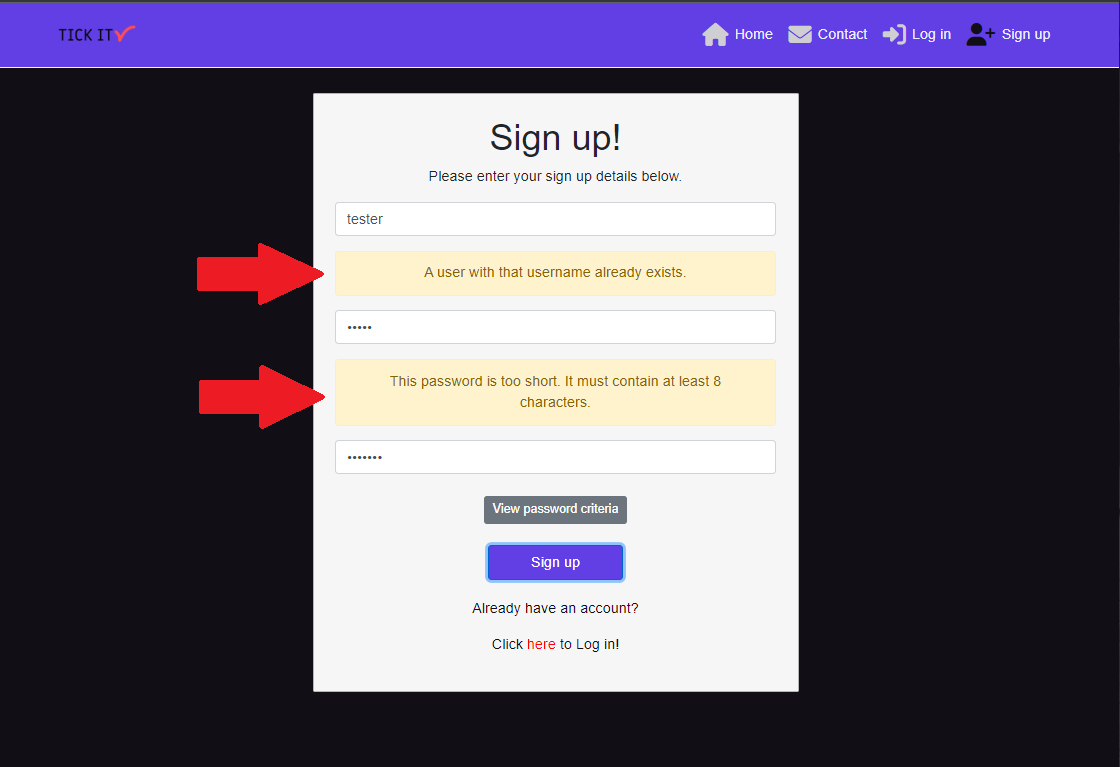 TICK IT
Home Contact Log in Sign up
Sign up!
Please enter your sign up details below.
tester
A user with that username already exists.
•••••
This password is too short. It must contain at least 8
characters.
•••••••
View password criteria
Sign up
Already have an account?
Click here to Log in!